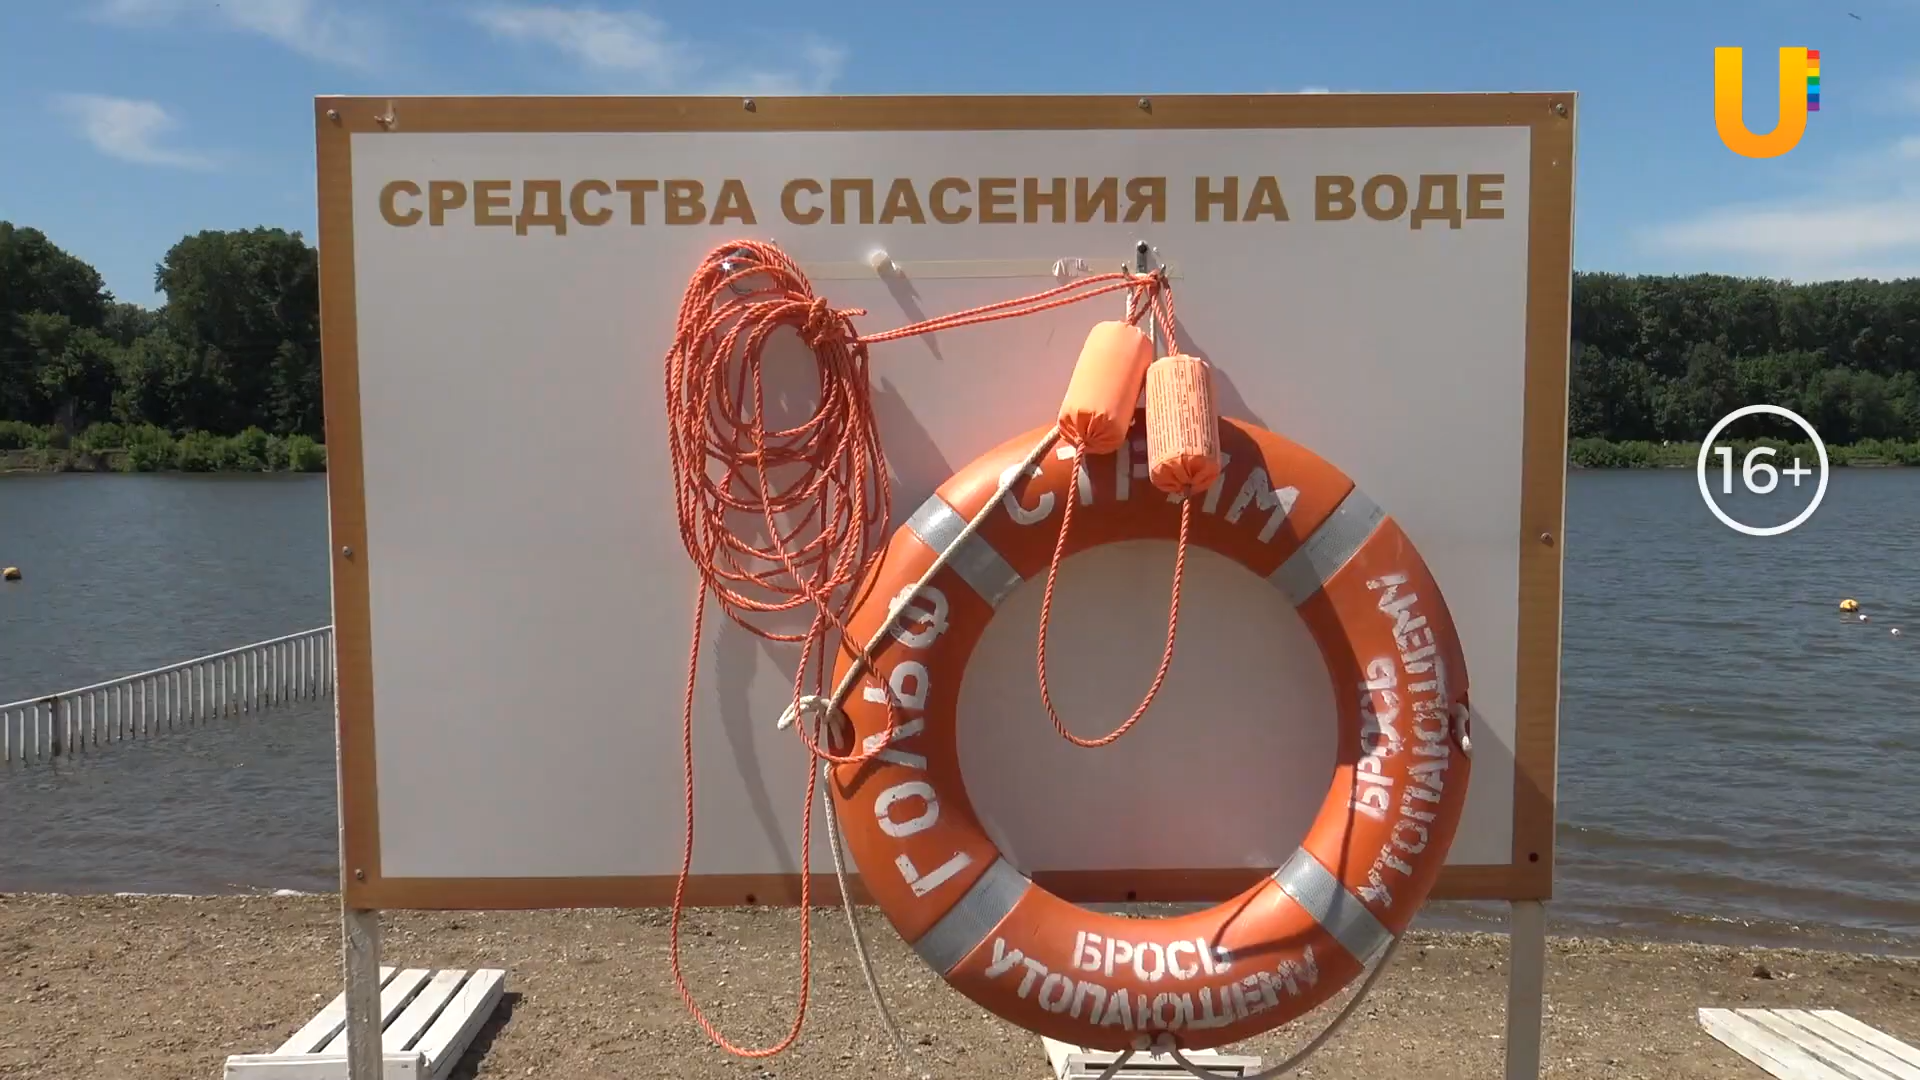 U
СРЕДСТВА СПАСЕНИЯ НА ВОДЕ
16+
ГОЛЬФ
СТРИМ
БРОСЬ
УТОПАЮЩЕМУ
БРОСЬ
УТОПАЮЩЕМУ